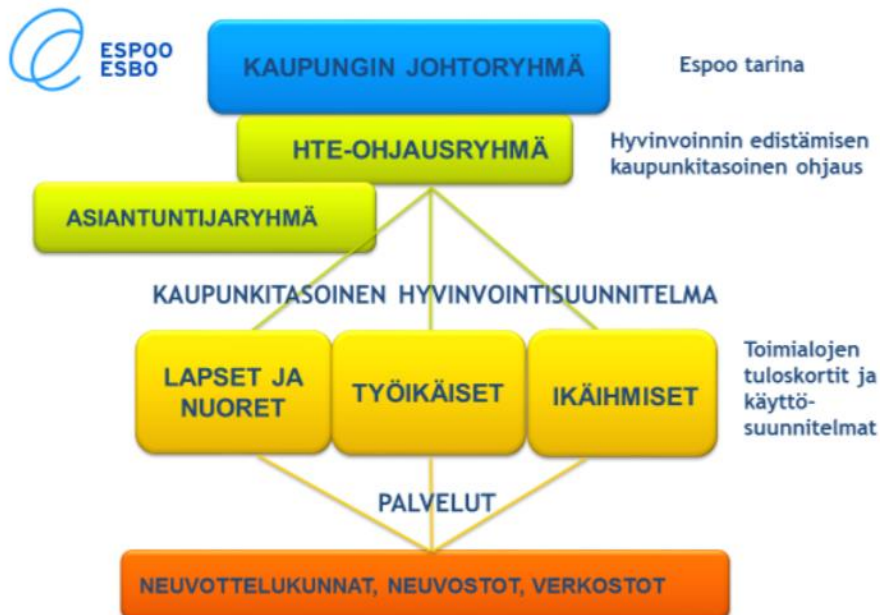 ESPOO
ESBO
KAUPUNGIN JOHTORYHMÄ
Espoo tarina
HTE-OHJAUSRYHMÄ
Hyvinvoinnin edistämisen
kaupunkitasoinen ohjaus
ASIANTUNTIJARYHMÄ
KAUPUNKITASOINEN HYVINVOINTISUUNNITELMA
LAPSET JA
NUORET
TYÖIKÄISET
IKÄIHMISET
Toimialojen
tuloskortit ja
käyttö-
suunnitelmat
PALVELUT
NEUVOTTELUKUNNAT, NEUVOSTOT, VERKOSTOT